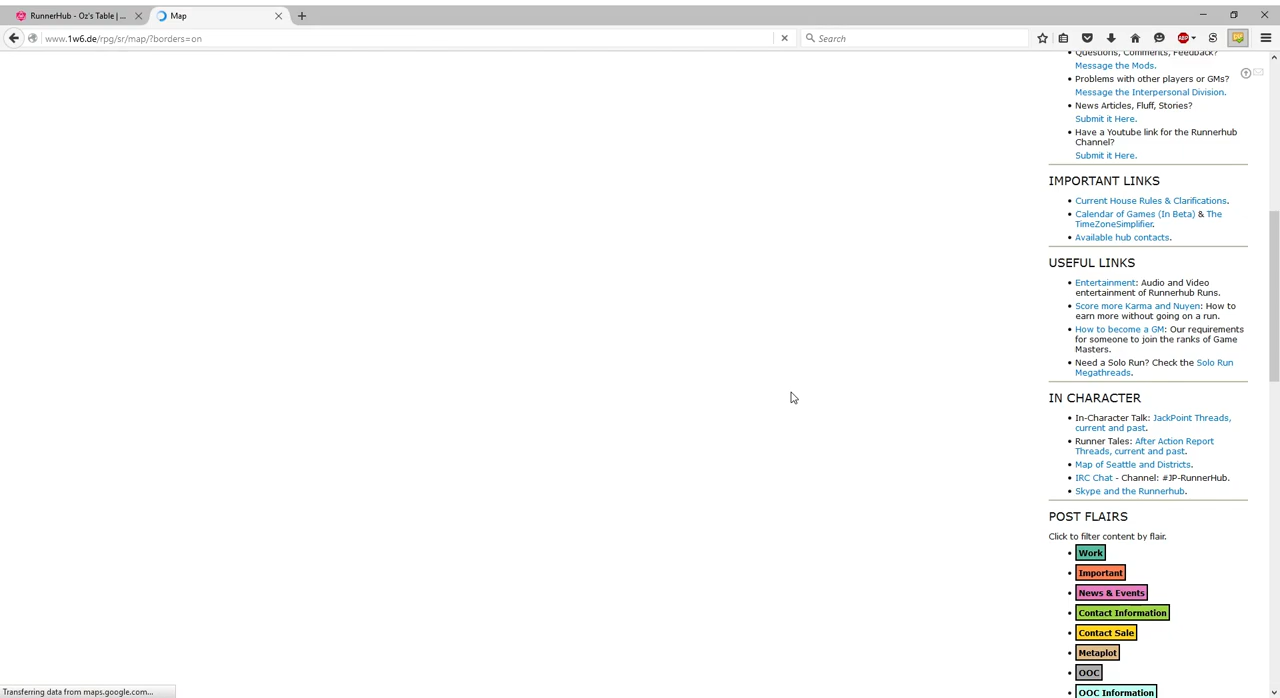 RunnerHub - Oz's Table | ...
Map
www.1w6.de/rpg/sr/map/?borders=on
Search
ABP
S
Questions, Comments, Feedback?
Message the Mods.
Problems with other players or GMs?
Message the Interpersonal Division.
News Articles, Fluff, Stories?
Submit it Here.
Have a Youtube link for the Runnerhub
Channel?
Submit it Here.
IMPORTANT LINKS
Current House Rules & Clarifications.
Calendar of Games (In Beta) & The
TimeZoneSimplifier.
Available hub contacts.
USEFUL LINKS
Entertainment: Audio and Video
entertainment of Runnerhub Runs.
Score more Karma and Nuyen: How to
earn more without going on a run.
How to become a GM: Our requirements
for someone to join the ranks of Game
Masters.
Need a Solo Run? Check the Solo Run
Megathreads.
IN CHARACTER
In-Character Talk: JackPoint Threads,
current and past.
Runner Tales: After Action Report
Threads, current and past.
Map of Seattle and Districts.
IRC Chat - Channel: #JP-RunnerHub.
Skype and the Runnerhub.
POST FLAIRS
Click to filter content by flair.
Work
Important
News & Events
Contact Information
Contact Sale
Metaplot
OOC
OOC Information
Transferring data from maps.google.com...